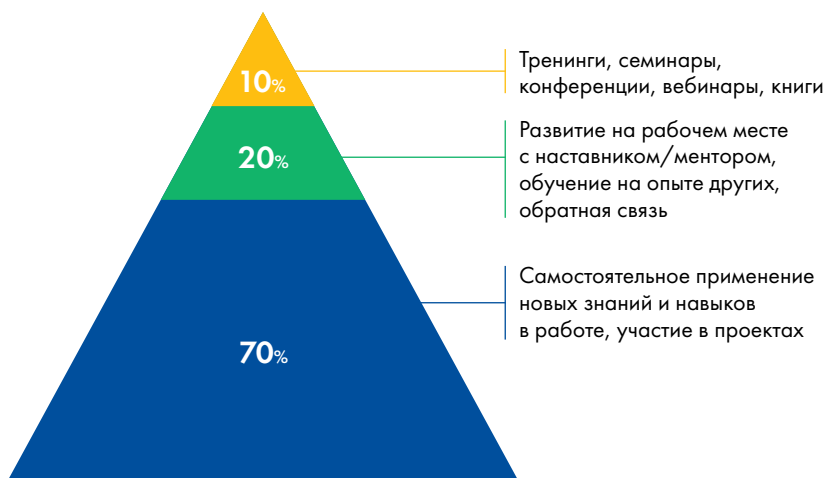 10%
Тренинги, семинары,
конференции, вебинары, книги
20%
Развитие на рабочем месте
с наставником/ментором,
обучение на опыте других,
обратная связь
70%
Самостоятельное применение
новых знаний и навыков
в работе, участие в проектах